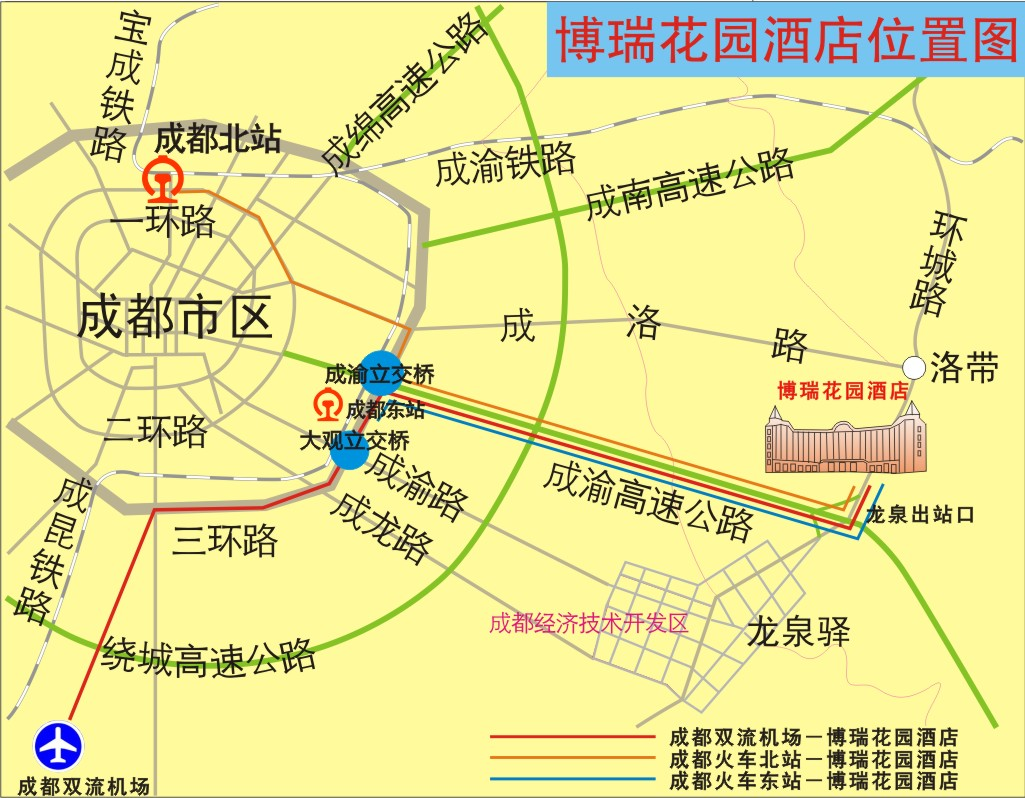 博瑞花园酒店位置图
宝成铁路
成都北站
成绵高速公路
成渝铁路
成南高速公路
一环路
环城路
成都市区
成洛路
洛带
成渝立交桥
博瑞花园酒店
成都东站
二环路
大观立交桥
成渝路
成渝高速公路
成昆铁路
成龙路
龙泉出站口
三环路
成都经济技术开发区
龙泉驿
绕城高速公路
成都双流机场
成都双流机场－博瑞花园酒店
成都火车北站－博瑞花园酒店
成都火车东站－博瑞花园酒店